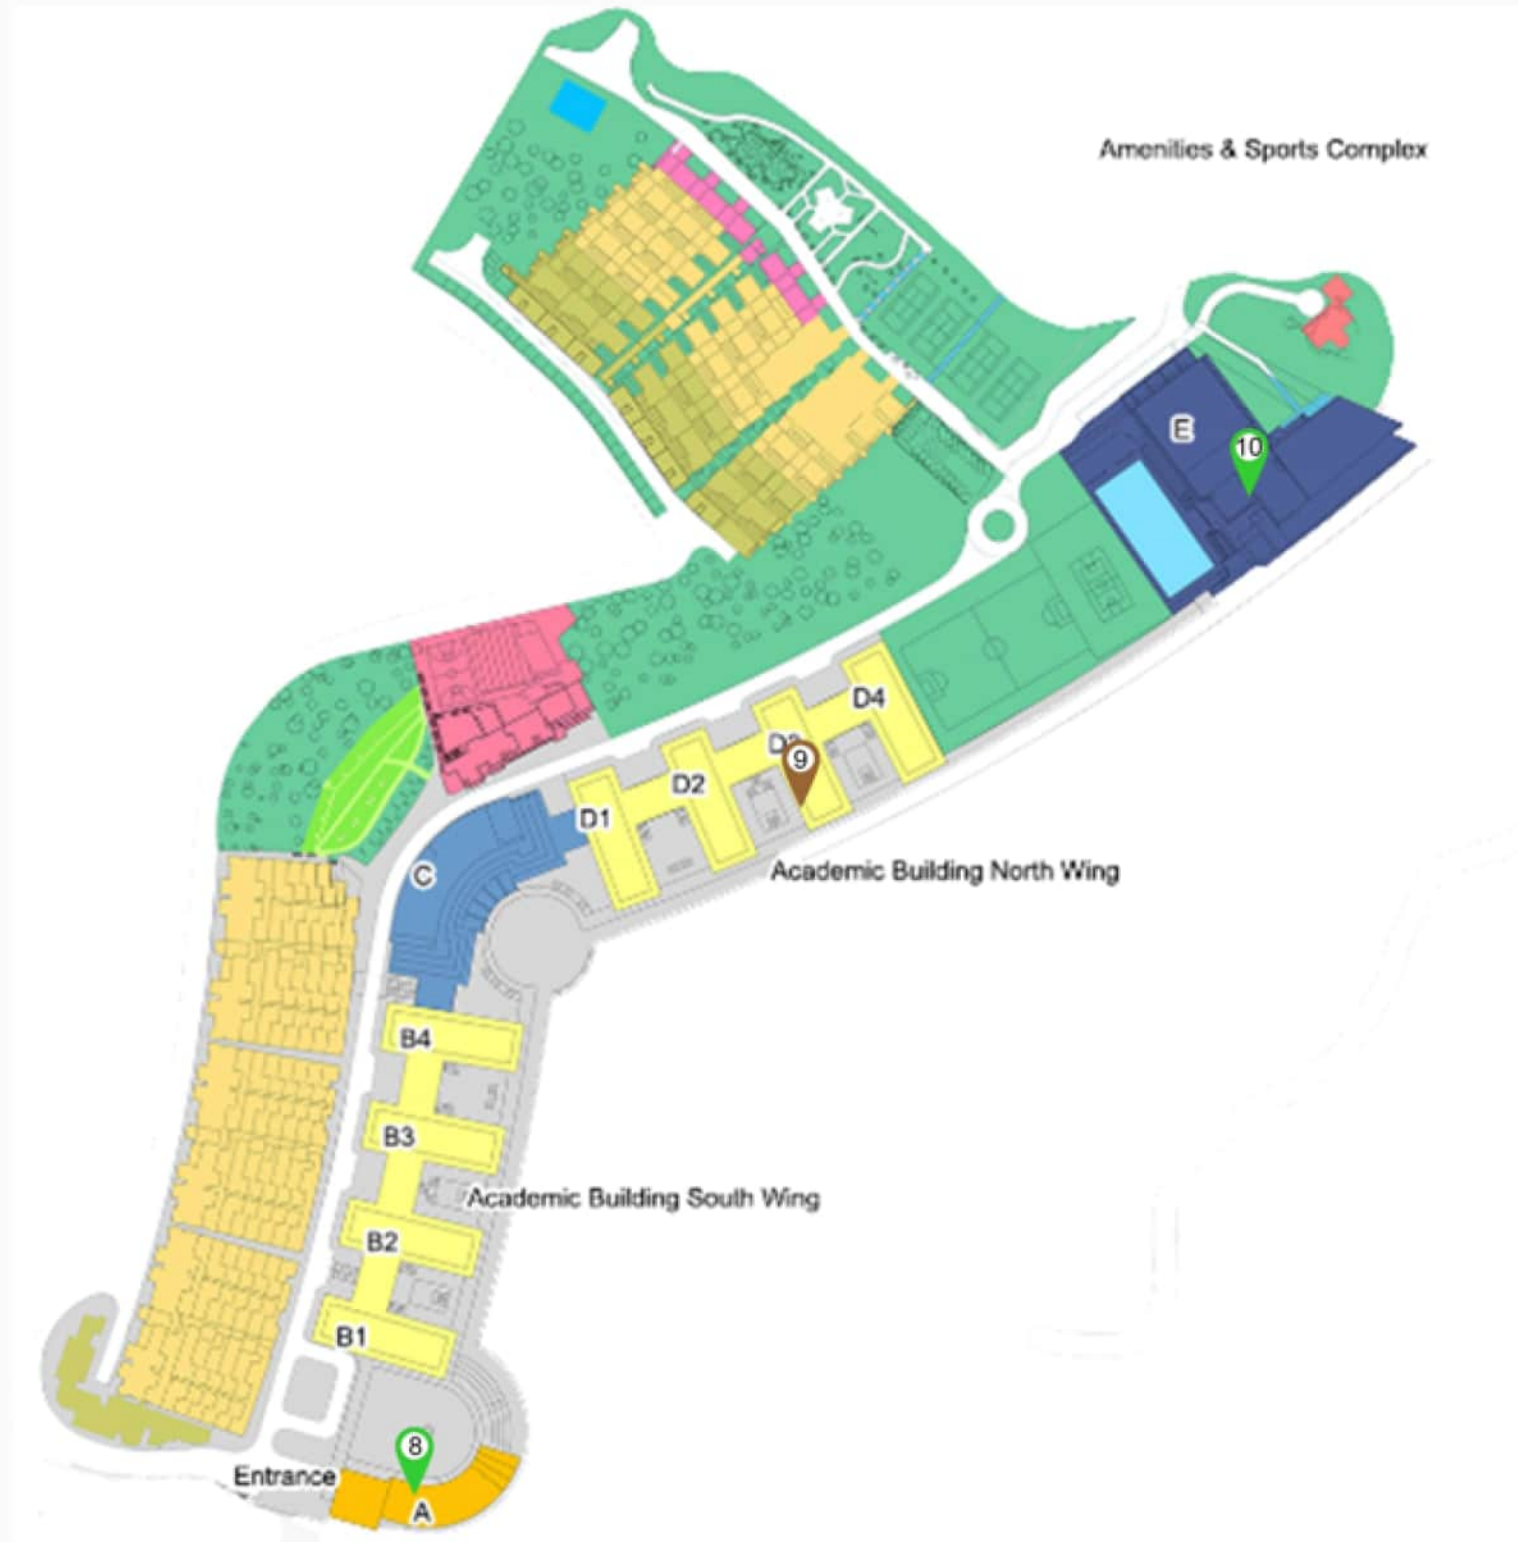 Amenities & Sports Complex
E
10
D4
9
D2
D1
C
Academic Building North Wing
B4
B3
Academic Building South Wing
B2
B1
8
Entrance
A